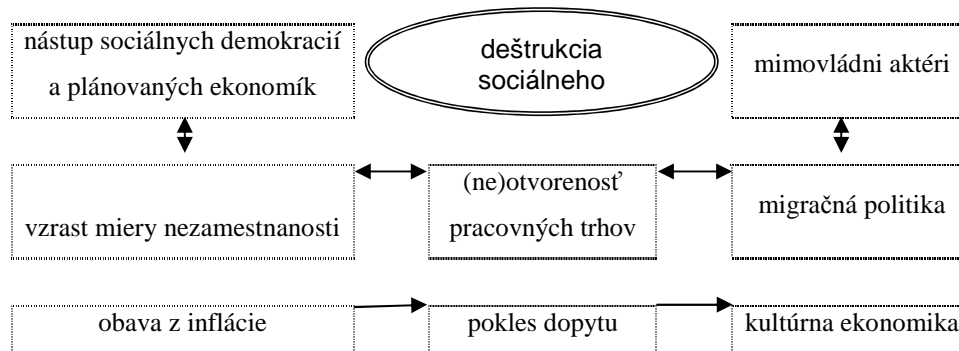 nástup sociálnych demokracií
a plánovaných ekonomík
deštrukcia
sociálneho
mimovládni aktéri
vzrast miery nezamestnanosti
(ne)otvorenosť
pracovných trhov
migračná politika
obava z inflácie
pokles dopytu
kultúrna ekonomika